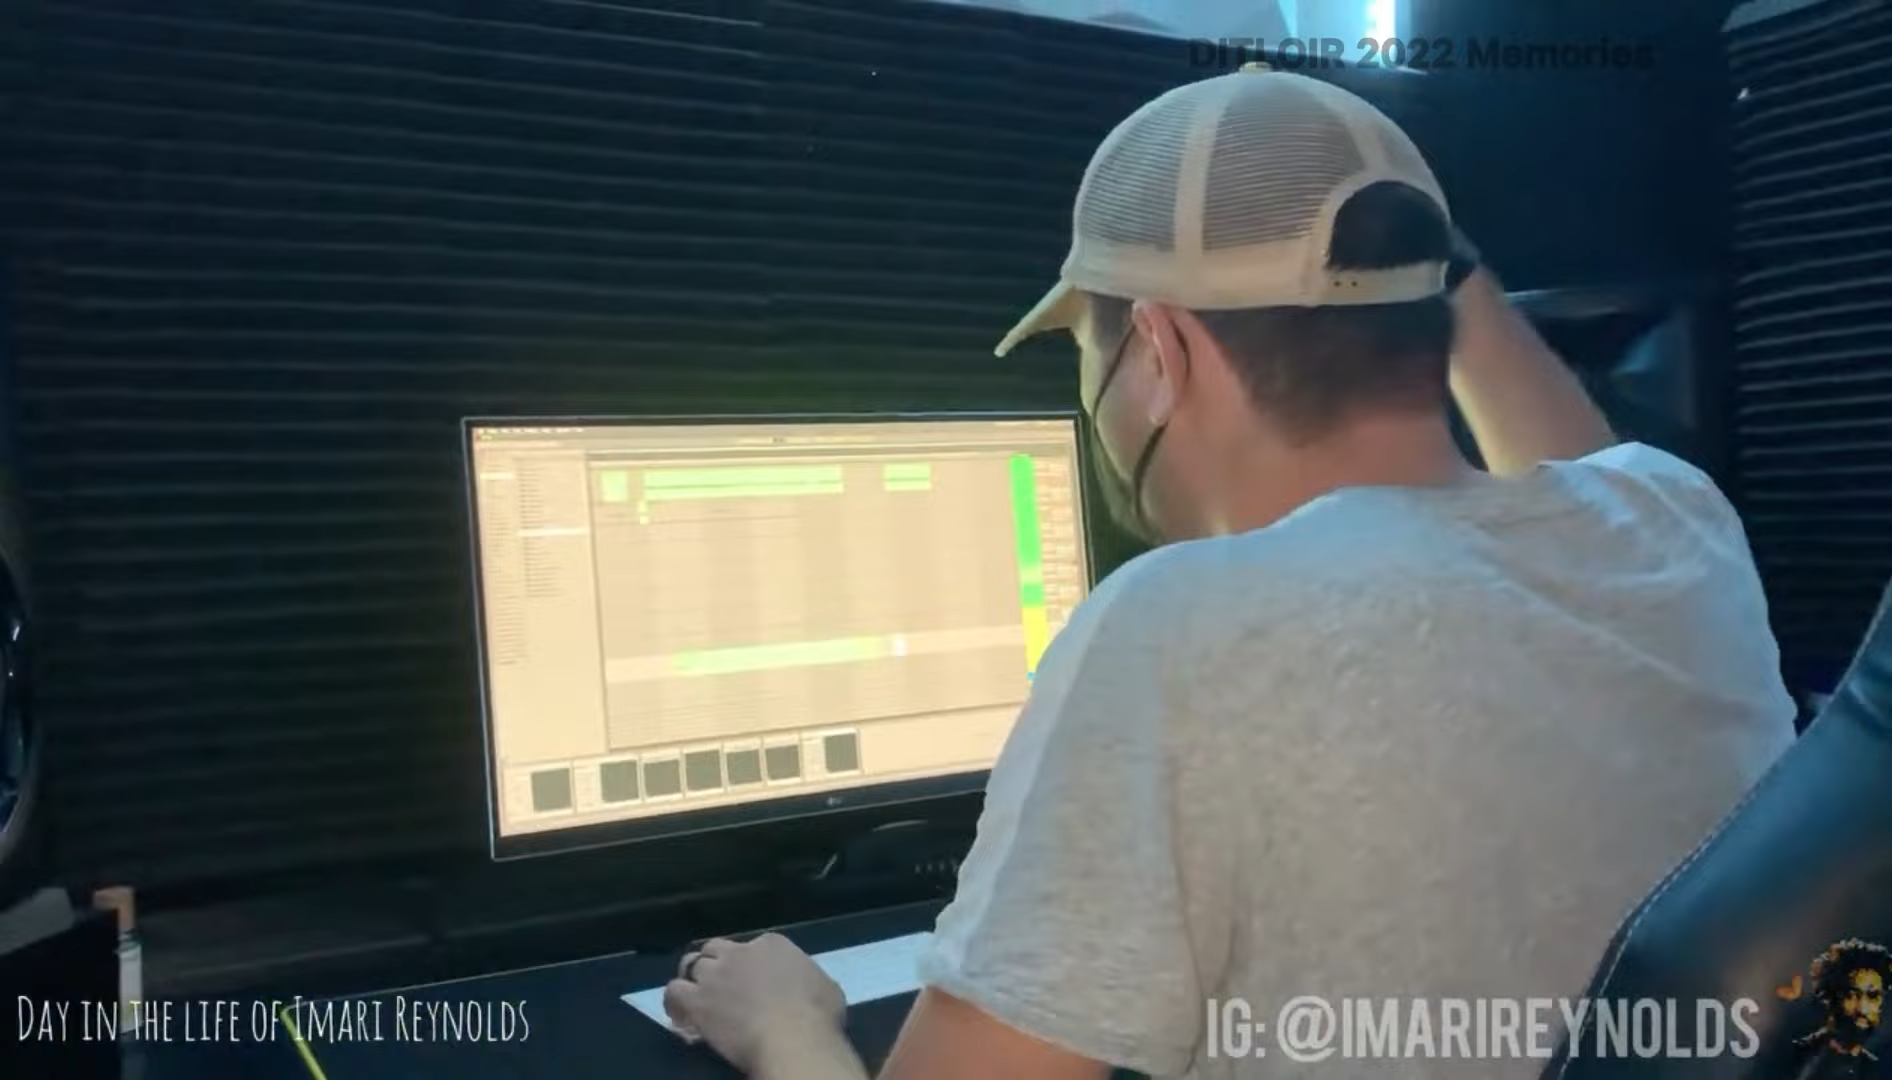 DITLOIR 2022 Memories
Day in the life of Imari Reynolds
IG: @IMARIREYNOLDS